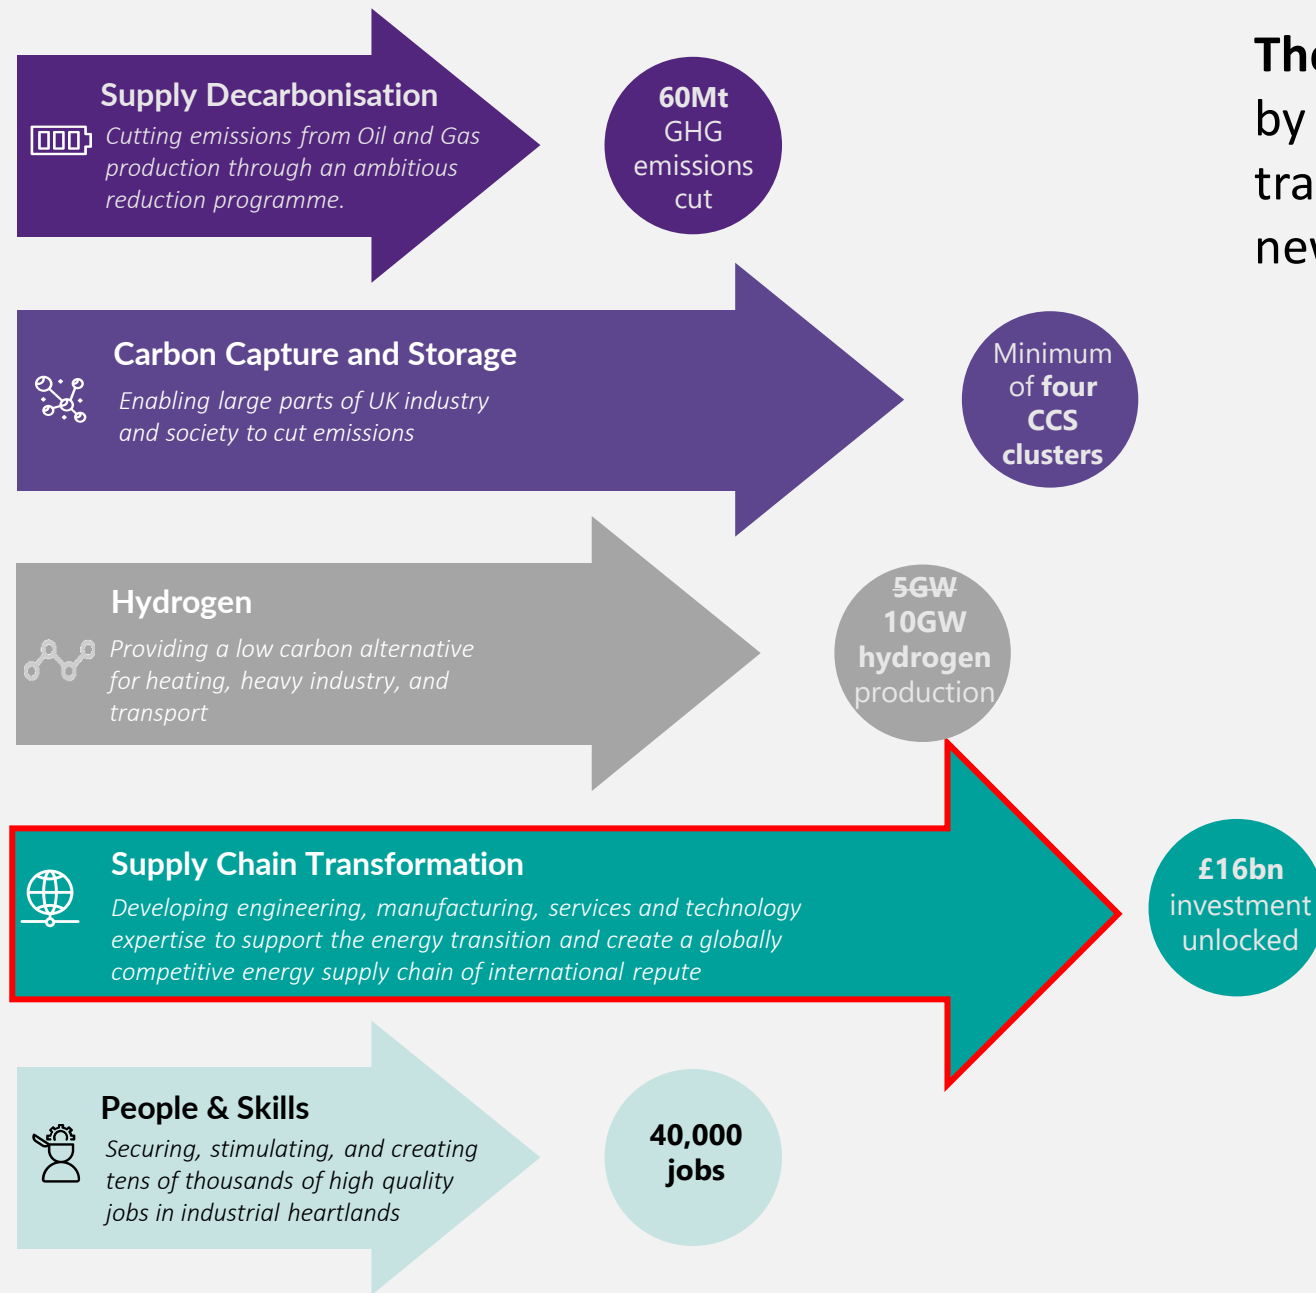 Supply Decarbonisation
Cutting emissions from Oil and Gas
production through an ambitious
reduction programme.
60Mt
GHG
emissions
cut
by
Carbon Capture and Storage
Enabling large parts of UK industry
and society to cut emissions
Minimum
of four
CCS
clusters
Hydrogen
Providing a low carbon alternative
for heating, heavy industry, and
transport
5GW
10GW
hydrogen
production
Supply Chain Transformation
Developing engineering, manufacturing, services and technology
expertise to support the energy transition and create a globally
competitive energy supply chain of international repute
£16bn
investment
unlocked
People & Skills
Securing, stimulating, and creating
tens of thousands of high quality
jobs in industrial heartlands
40,000
jobs